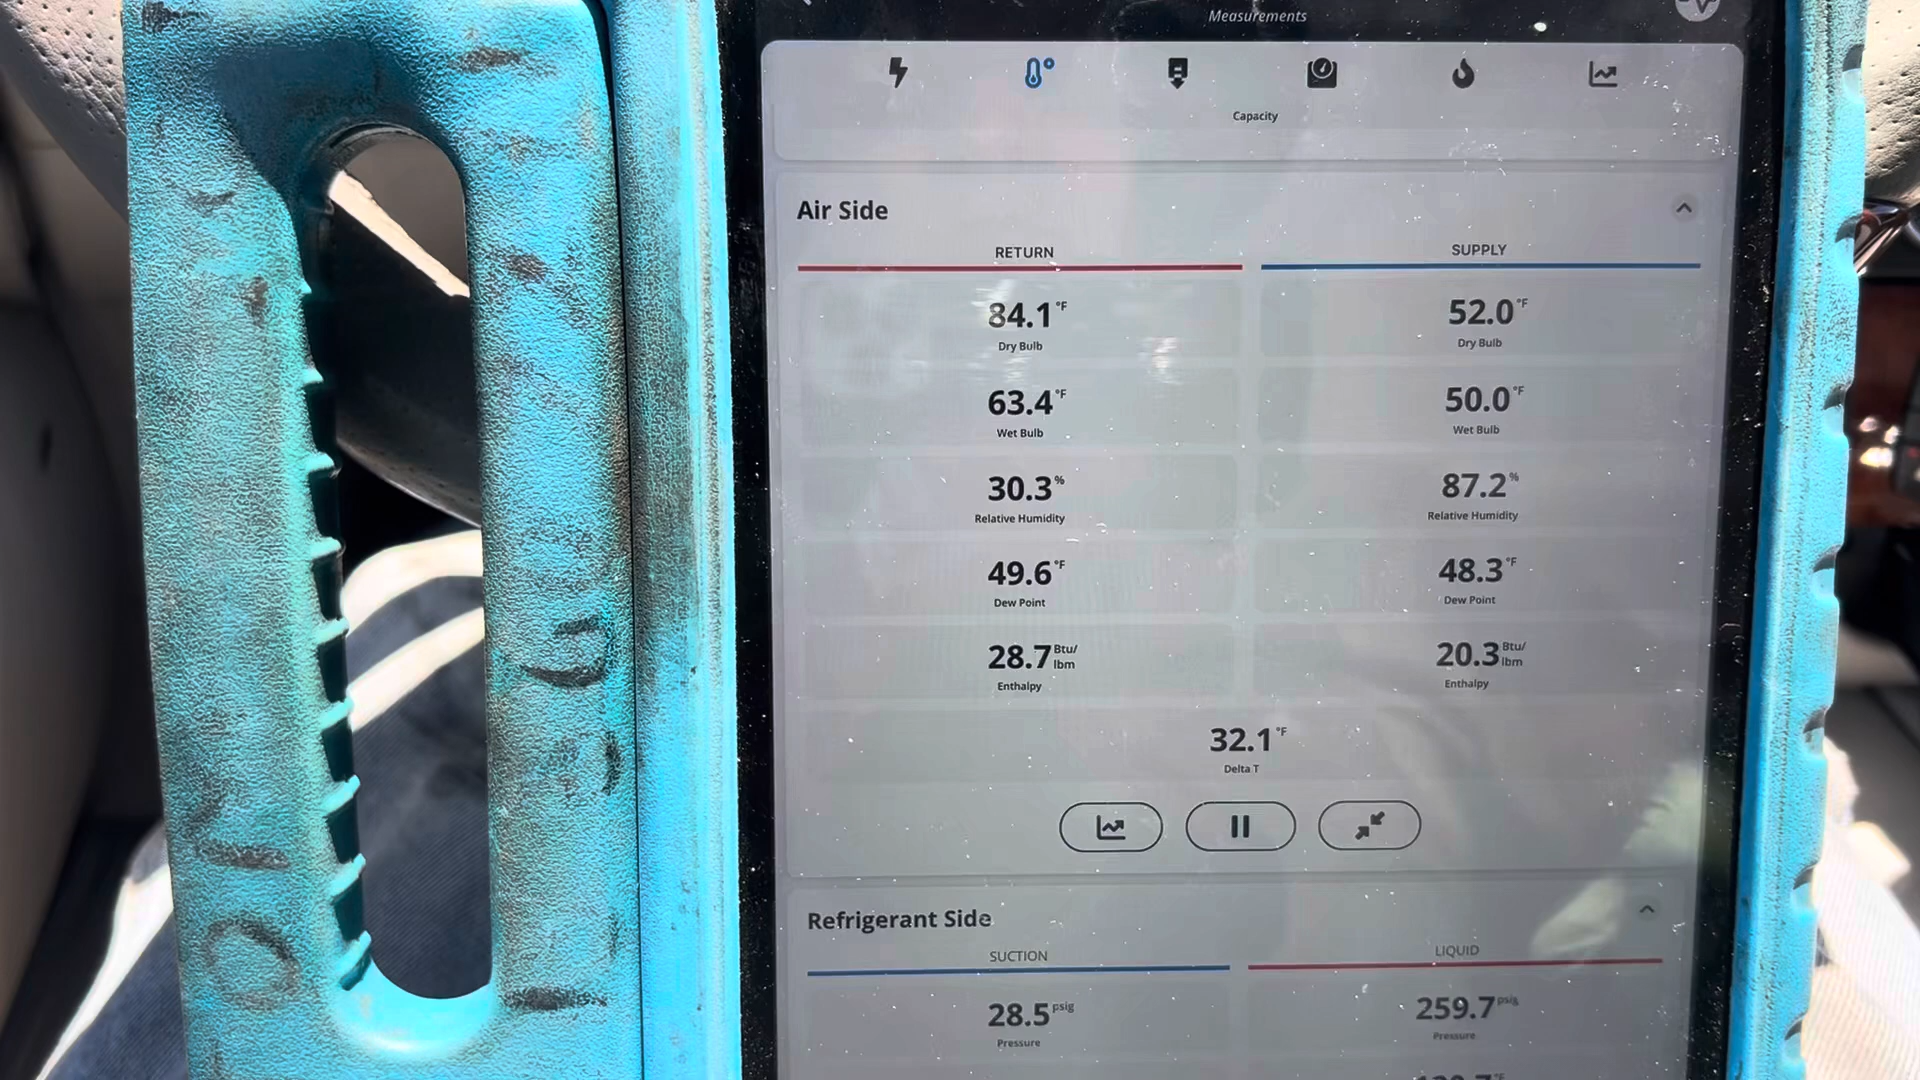 Measurements
Capacity
Air Side
RETURN
SUPPLY
84.1 °F
Dry Bulb
52.0 °F
Dry Bulb
63.4 °F
Wet Bulb
50.0 °F
Wet Bulb
30.3 %
Relative Humidity
87.2 %
Relative Humidity
49.6 °F
Dew Point
48.3 °F
Dew Point
28.7 Btu/lbm
Enthalpy
20.3 Btu/lbm
Enthalpy
32.1 °F
Delta T
Refrigerant Side
SUCTION
LIQUID
28.5 psig
Pressure
259.7 psig
Pressure